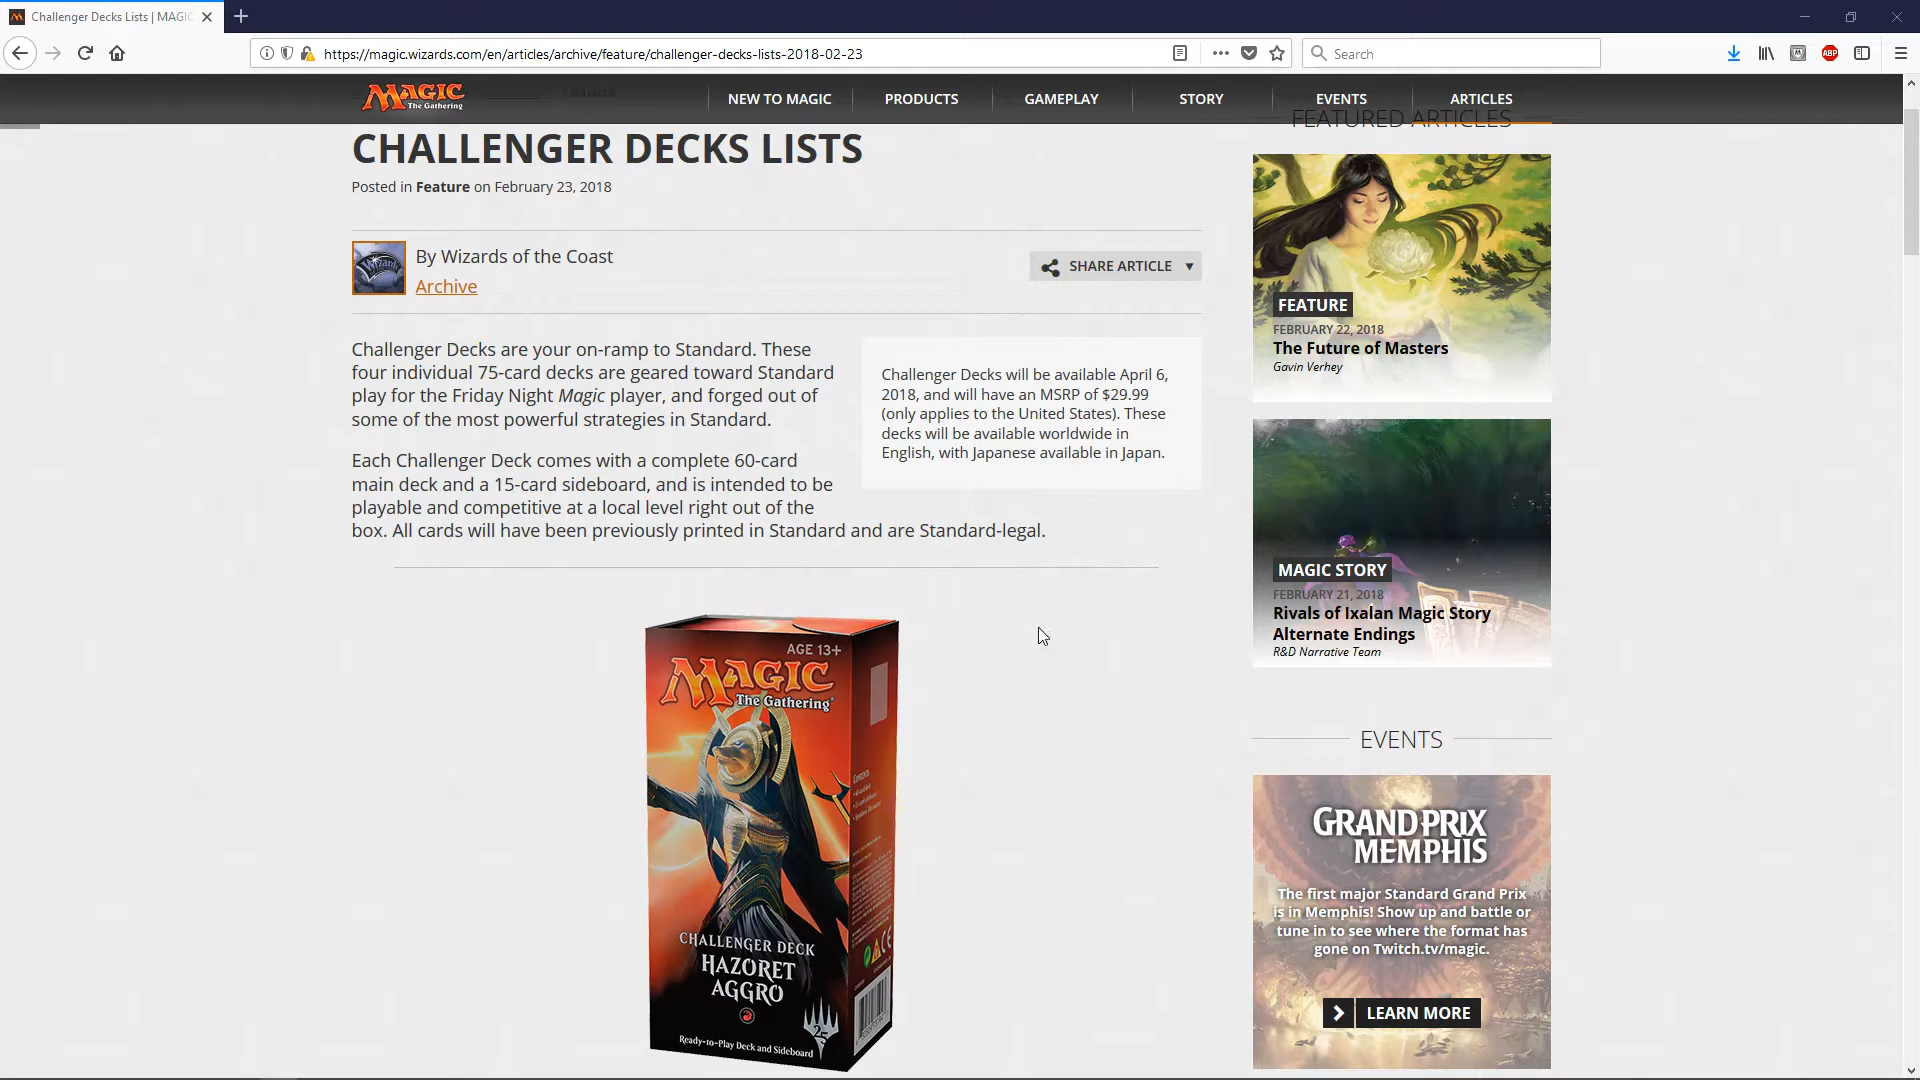 Challenger Decks Lists | MAGIC
https://magic.wizards.com/en/articles/archive/feature/challenger-decks-lists-2018-02-23
Search
ABP
MAGIC
The Gathering
NEW TO MAGIC
PRODUCTS
GAMEPLAY
STORY
EVENTS
ARTICLES
CHALLENGER DECKS LISTS
Posted in Feature on February 23, 2018
Wizards
By Wizards of the Coast
Archive
SHARE ARTICLE
Challenger Decks are your on-ramp to Standard. These
four individual 75-card decks are geared toward Standard
play for the Friday Night Magic player, and forged out of
some of the most powerful strategies in Standard.
Each Challenger Deck comes with a complete 60-card
main deck and a 15-card sideboard, and is intended to be
playable and competitive at a local level right out of the
box. All cards will have been previously printed in Standard and are Standard-legal.
Challenger Decks will be available April 6,
2018, and will have an MSRP of $29.99
(only applies to the United States). These
decks will be available worldwide in
English, with Japanese available in Japan.
AGE 13+
MAGIC
The Gathering
CONTENTS
CHALLENGER DECK
HAZORET
AGGRO
25
Ready-to-Play Deck and Sideboard
FEATURED ARTICLES
FEATURE
FEBRUARY 22, 2018
The Future of Masters
Gavin Verhey
MAGIC STORY
FEBRUARY 21, 2018
Rivals of Ixalan Magic Story
Alternate Endings
R&D Narrative Team
EVENTS
GRAND PRIX
MEMPHIS
The first major Standard Grand Prix
is in Memphis! Show up and battle or
tune in to see where the format has
gone on Twitch.tv/magic.
LEARN MORE